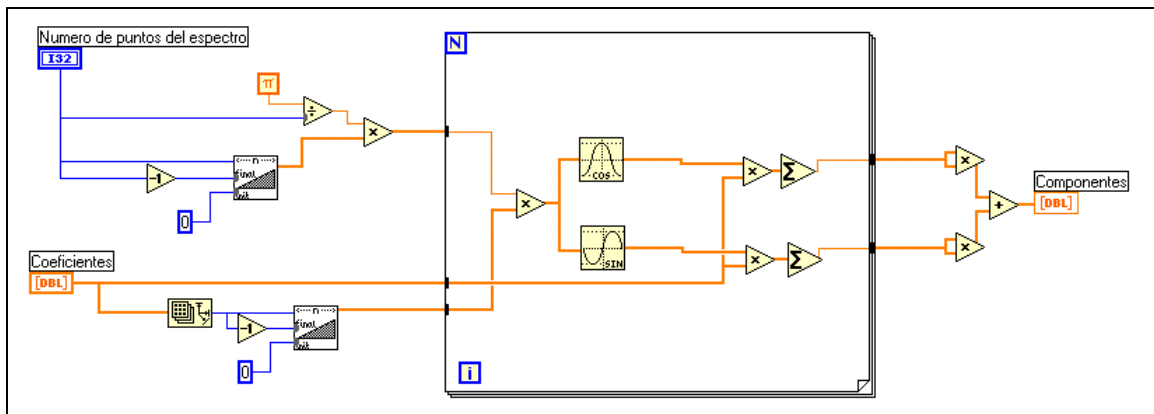 Numero de puntos del espectro
I32
π
÷
×
n
final
init
-1
0
N
×
COS
SIN
×
Σ
×
Σ
×
×
+
Componentes
[DBL]
Coeficientes
[DBL]
-1
n
final
init
0
i